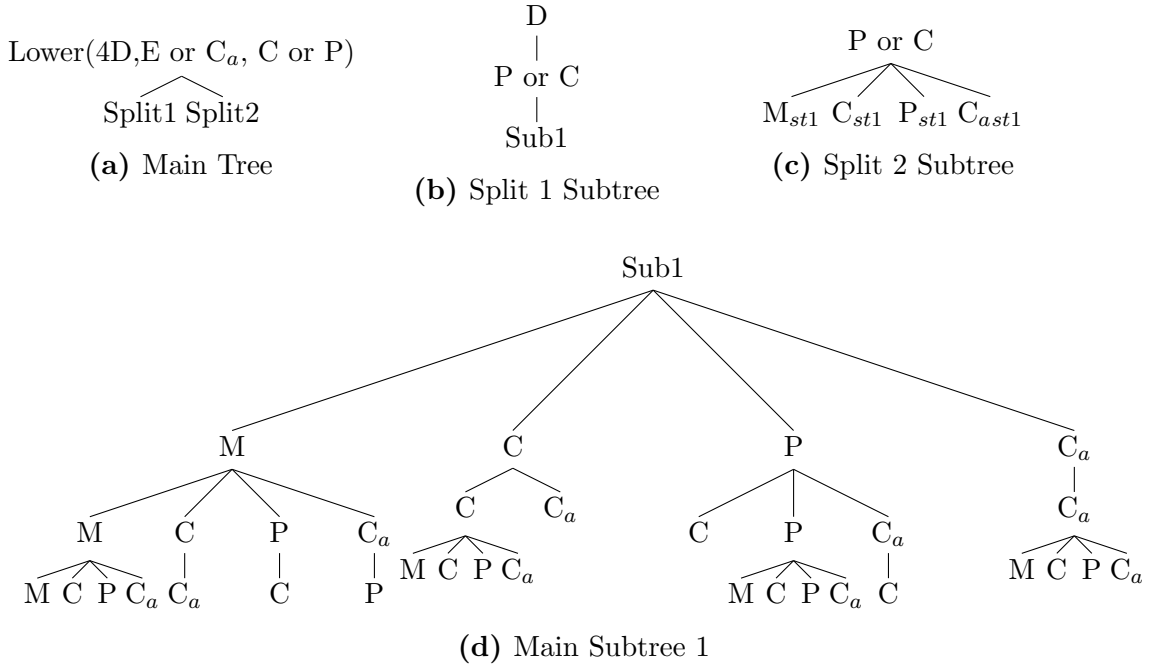 Lower(4D,E or Cₐ, C or P)
Split1 Split2
(a) Main Tree
D
P or C
Sub1
(b) Split 1 Subtree
P or C
Mₛₜ₁ Cₛₜ₁ Pₛₜ₁ Cₐₛₜ₁
(c) Split 2 Subtree
Sub1
M C P Cₐ
M C P Cₐ C Cₐ C P Cₐ Cₐ
M C P Cₐ Cₐ C P M C P Cₐ M C P Cₐ C M C P Cₐ
(d) Main Subtree 1